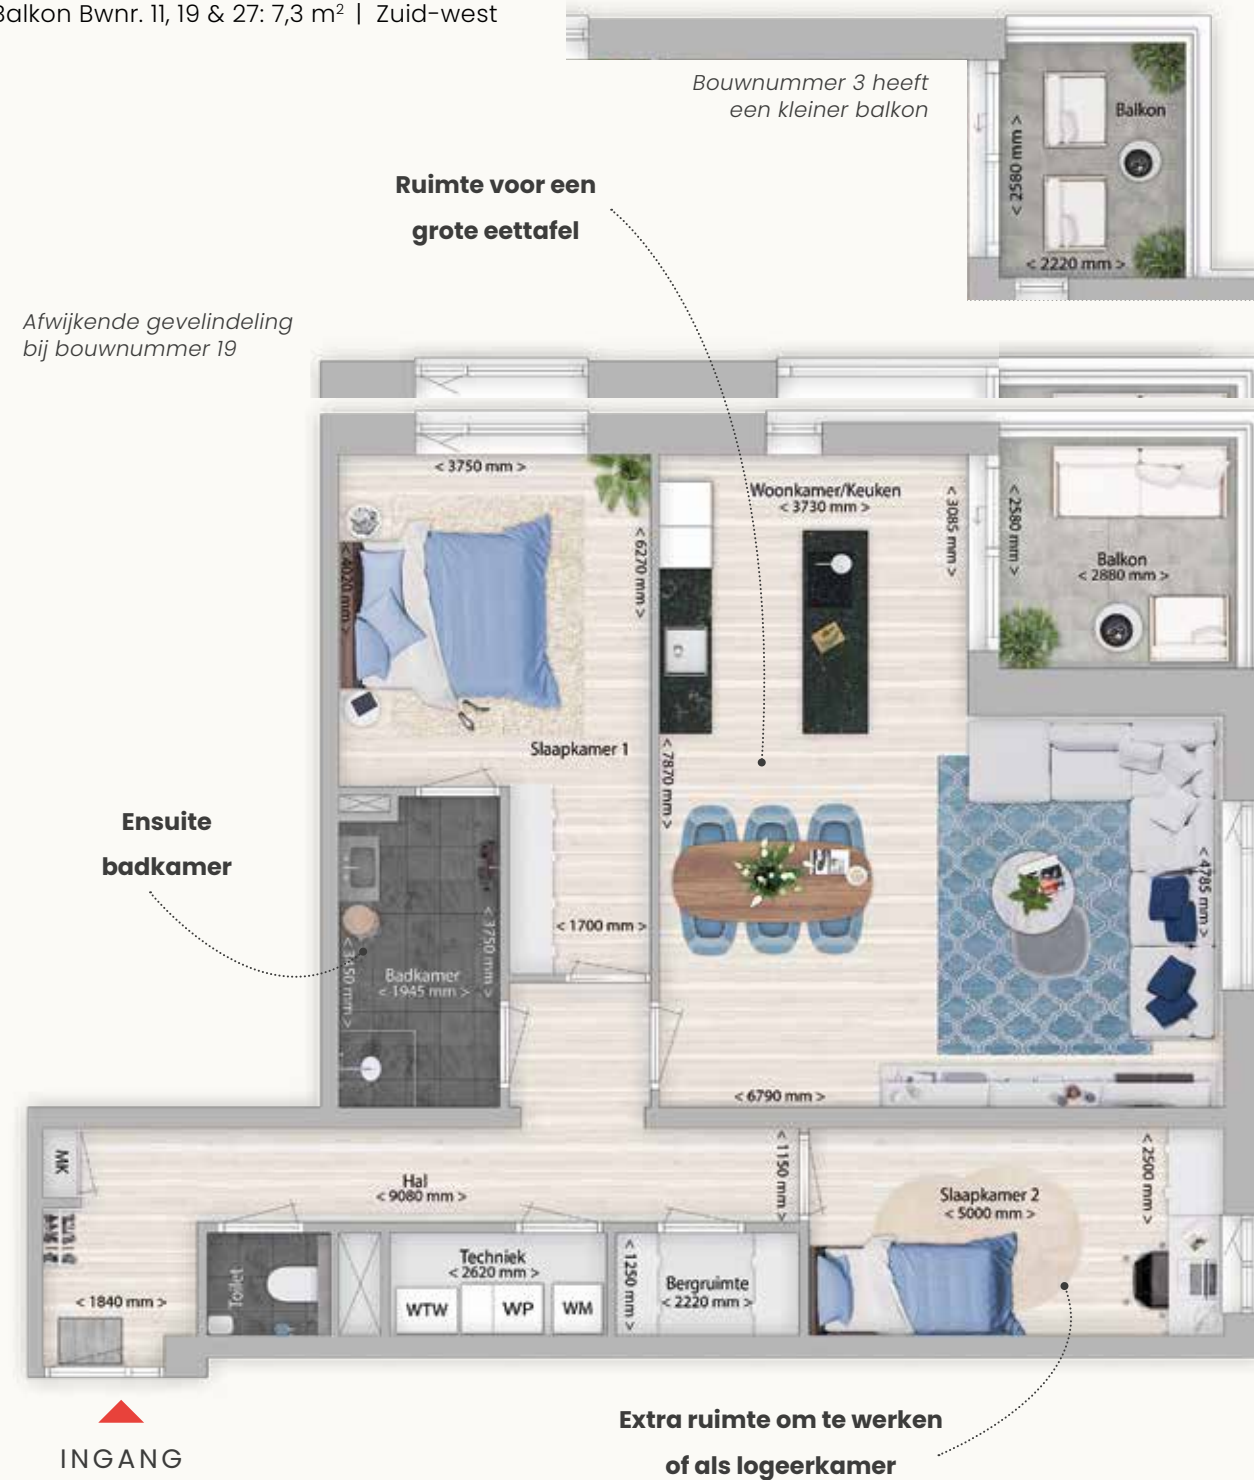 Balkon Bwnr. 11, 19 & 27: 7,3 m² | Zuid-west
Bouwnummer 3 heeft
een kleiner balkon
Balkon
< 2580 mm >
< 2220 mm >
Ruimte voor een
grote eettafel
Afwijkende gevelindeling
bij bouwnummer 19
< 3750 mm >
< 4020 mm >
< 6270 mm >
Slaapkamer 1
Woonkamer/Keuken
< 3730 mm >
< 3085 mm >
< 2580 mm >
Balkon
< 2880 mm >
< 7870 mm >
< 4785 mm >
Ensuite
badkamer
< 1700 mm >
< 3750 mm >
< 3450 mm >
Badkamer
< 1945 mm >
< 6790 mm >
MK
Hal
< 9080 mm >
< 1150 mm >
Slaapkamer 2
< 5000 mm >
< 2500 mm >
< 1840 mm >
Toilet
Techniek
< 2620 mm >
WTW
WP
WM
< 1250 mm >
Bergruimte
< 2220 mm >
INGANG
Extra ruimte om te werken
of als logeerkamer